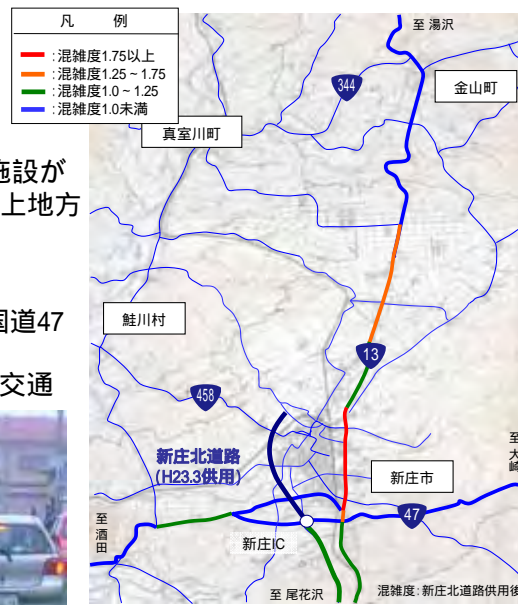 凡 例
:混雑度1.75以上
:混雑度1.25~1.75
:混雑度1.0~1.25
:混雑度1.0未満
至 湯沢
344
金山町
真室川町
施設が
上地方
鮭川村
国道47
13
交通
458
新庄北道路
(H23.3供用)
至 大崎
新庄市
至 酒田
47
新庄IC
至 尾花沢
混雑度:新庄北道路供用後